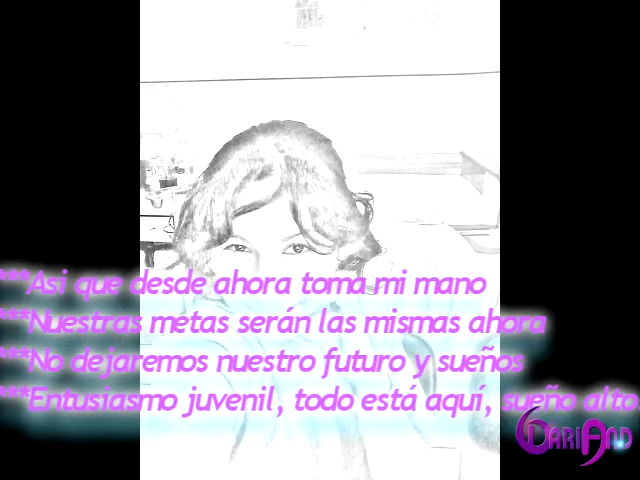 ***Asi que desde ahora toma mi mano
***Nuestras metas serán las mismas ahora
***No dejaremos nuestro futuro y sueños
***Entusiasmo juvenil, todo está aquí, sueño alto
DARIAND